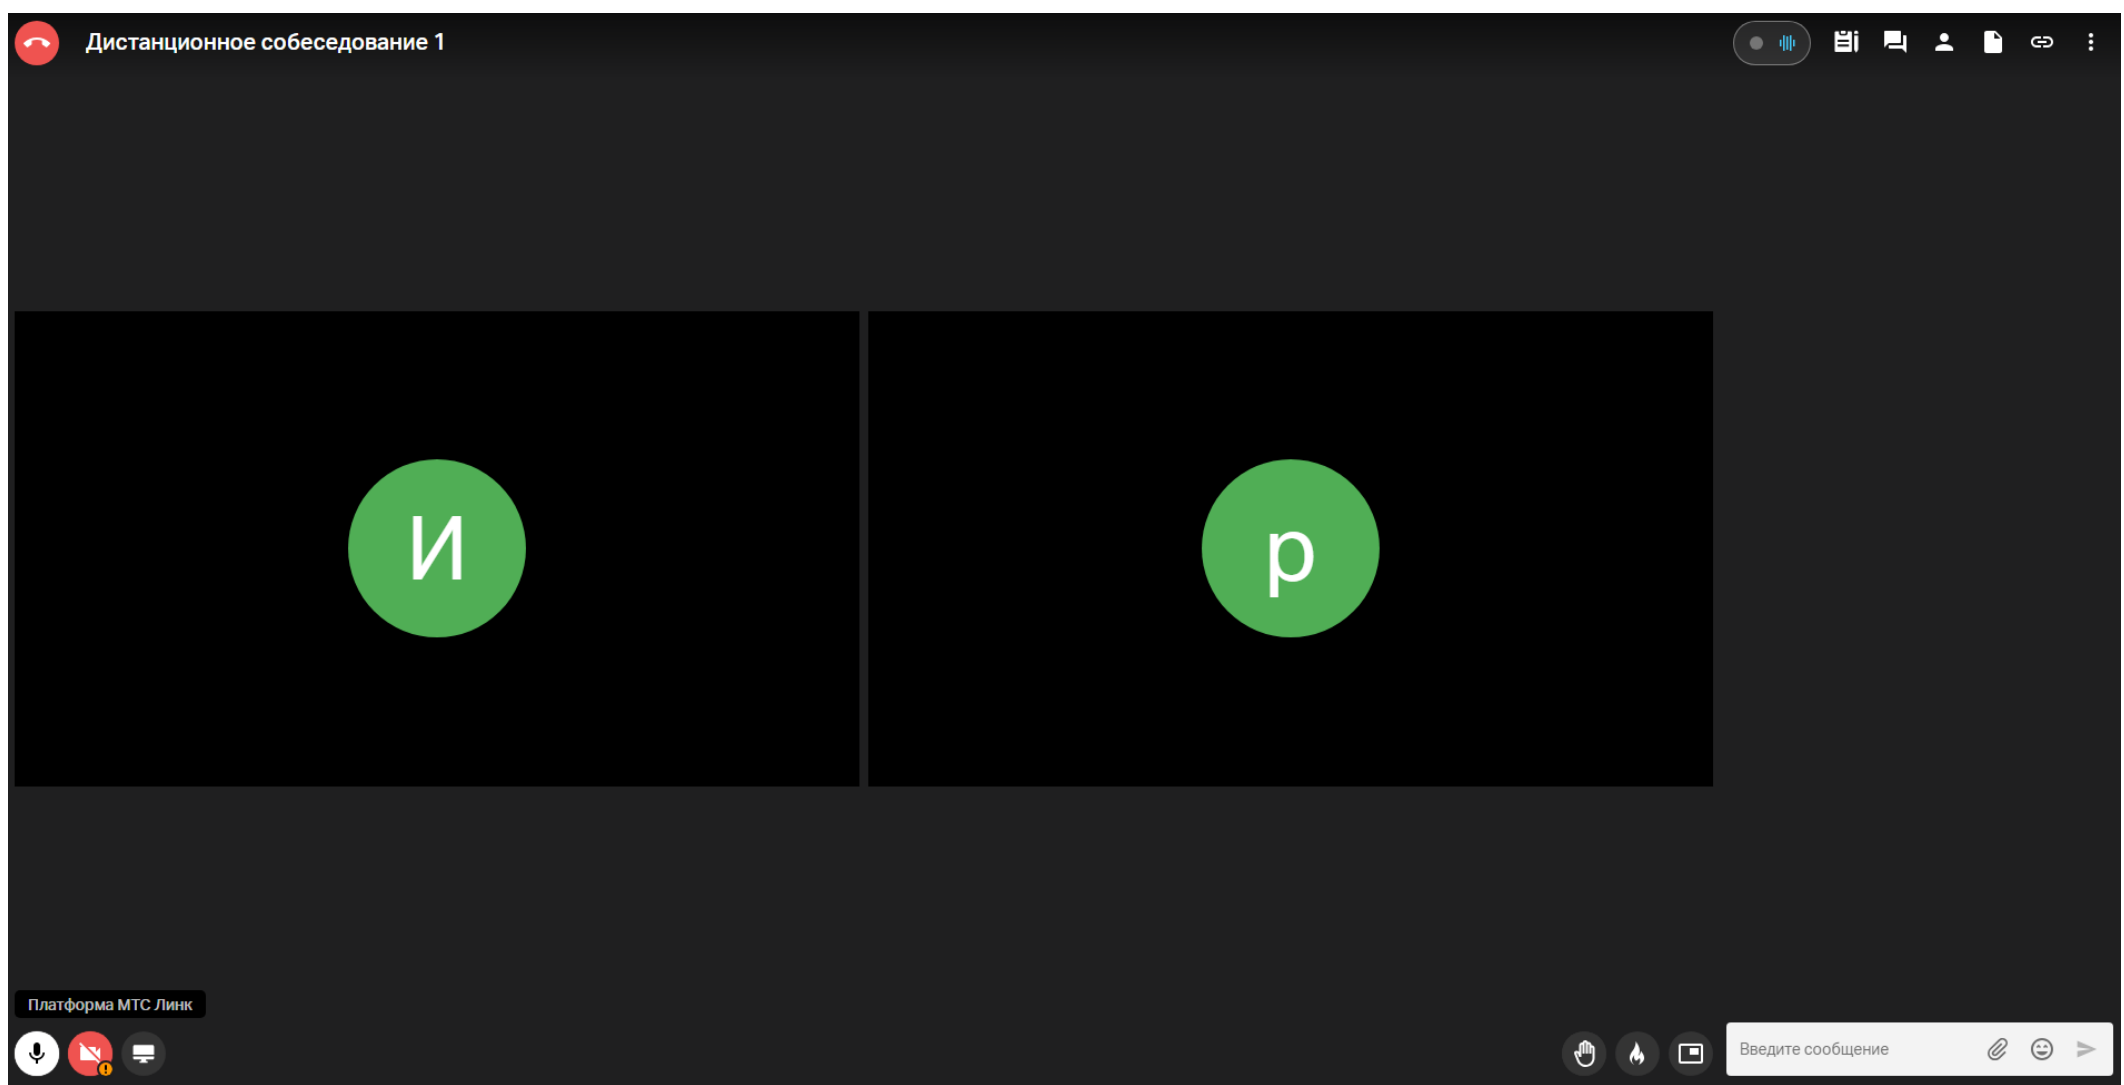 Дистанционное собеседование 1
И
р
Платформа МТС Линк
Введите сообщение